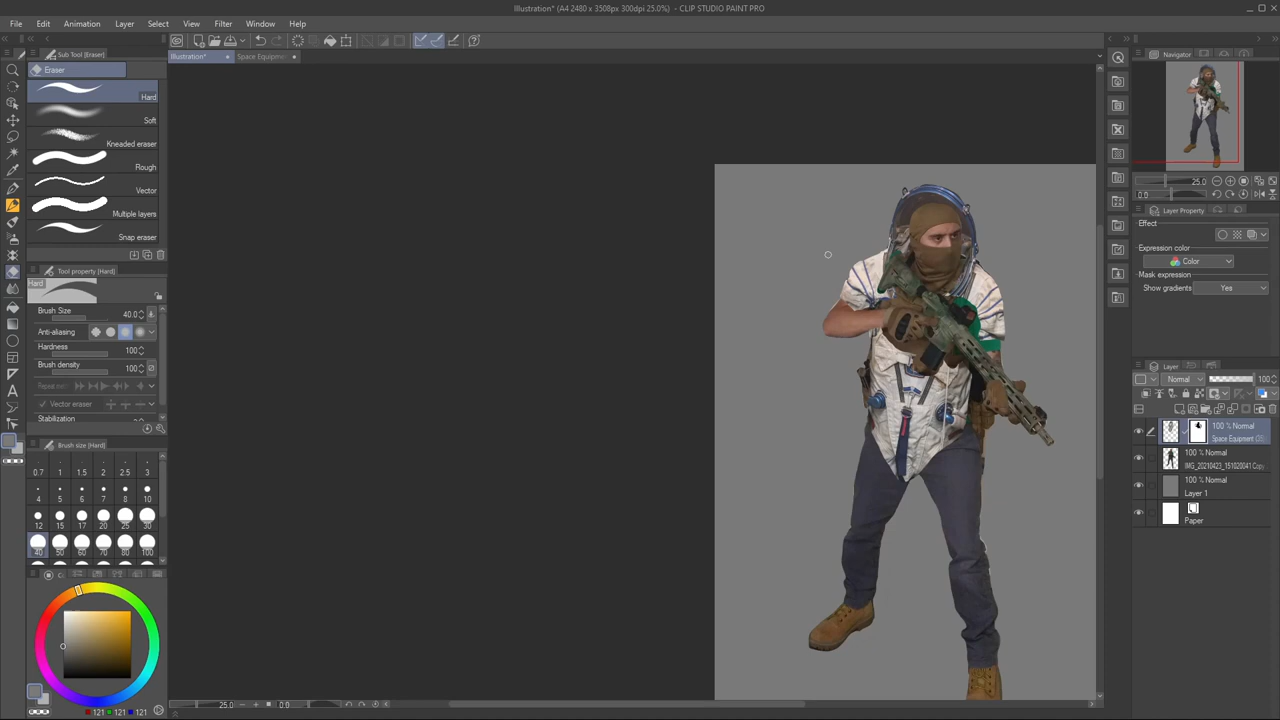 Illustration* (A4 2480 x 3508px 300dpi 25.0%) - CLIP STUDIO PAINT PRO
File Edit Animation Layer Select View Filter Window Help
Sub Tool [Eraser]
Illustration* Space Equipme
Navigator
Eraser
Hard
Soft
Kneaded eraser
Rough
Vector
Multiple layers
Snap eraser
25.0
0.0
Layer Property
Effect
Expression color
Color
Mask expression
Show gradients Yes
Tool property [Hard]
Hard
Brush Size 40.0
Anti-aliasing
Hardness
100
Brush density
100
Vector eraser
Stabilization
Layer
Normal 100
100 % Normal
Space Equipment (35)
100 % Normal
IMG_20210423_151020041 Copy
100 % Normal
Layer 1
Paper
Brush size [Hard]
0.7 1 1.5 2 2.5 3
4 5 6 7 8 10
12 15 17 20 25 30
40 50 60 70 80 100
25.0 0.0
121 121 121